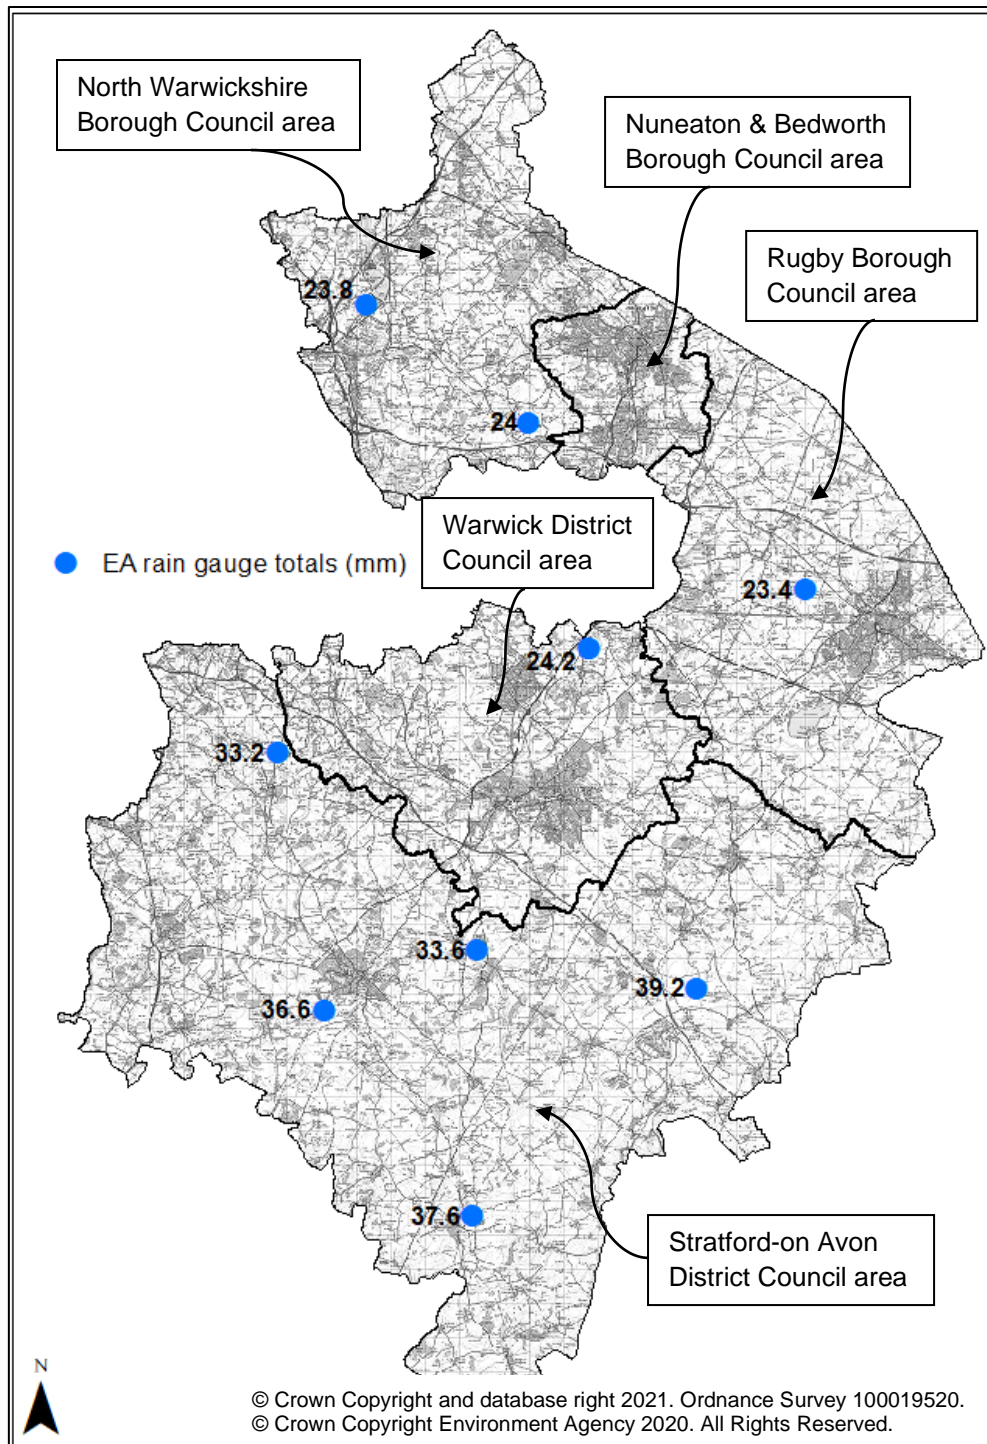 North Warwickshire
Borough Council area
Nuneaton & Bedworth
Borough Council area
Rugby Borough
Council area
23.8
24
Warwick District
Council area
EA rain gauge totals (mm)
23.4
24.2
33.2
33.6
39.2
36.6
37.6
Stratford-on Avon
District Council area
N
© Crown Copyright and database right 2021. Ordnance Survey 100019520.
© Crown Copyright Environment Agency 2020. All Rights Reserved.